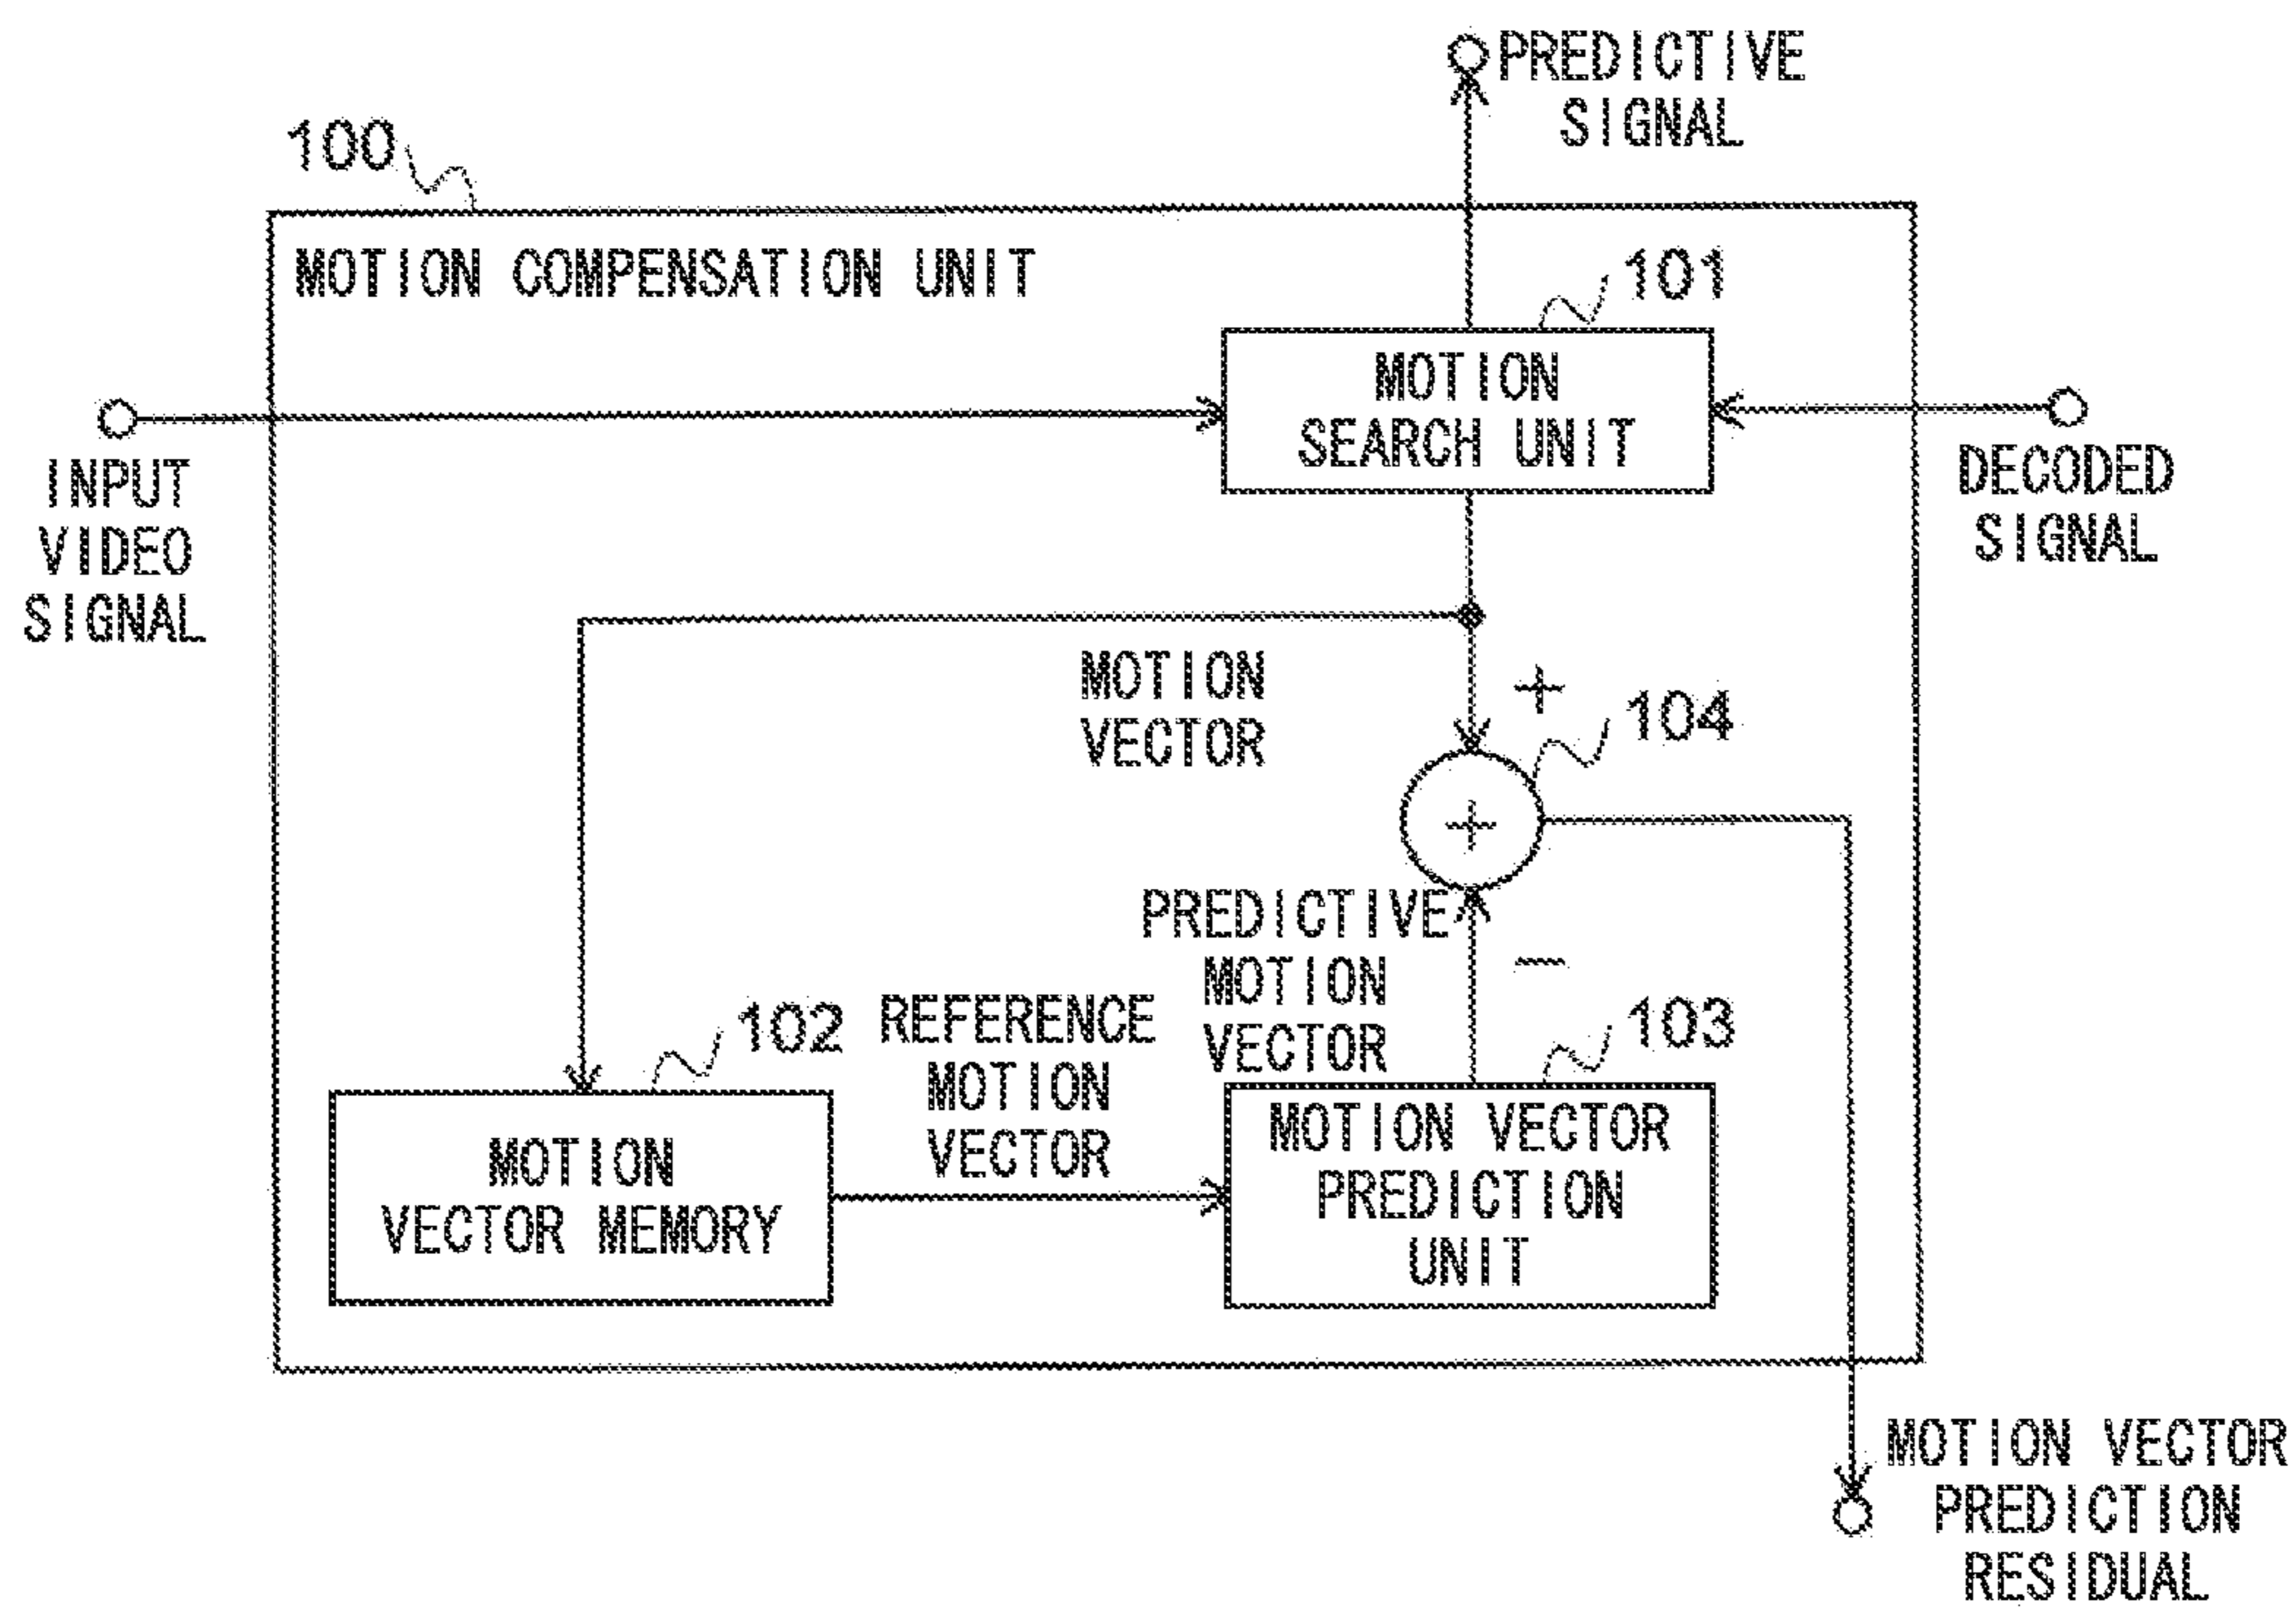 PREDICTIVE
SIGNAL
100
MOTION COMPENSATION UNIT
101
MOTION
SEARCH UNIT
INPUT
VIDEO
SIGNAL
DECODED
SIGNAL
MOTION
VECTOR
+
104
+
PREDICTIVE
MOTION
VECTOR
−
102
REFERENCE
MOTION
VECTOR
103
MOTION
VECTOR MEMORY
MOTION VECTOR
PREDICTION
UNIT
MOTION VECTOR
PREDICTION
RESIDUAL